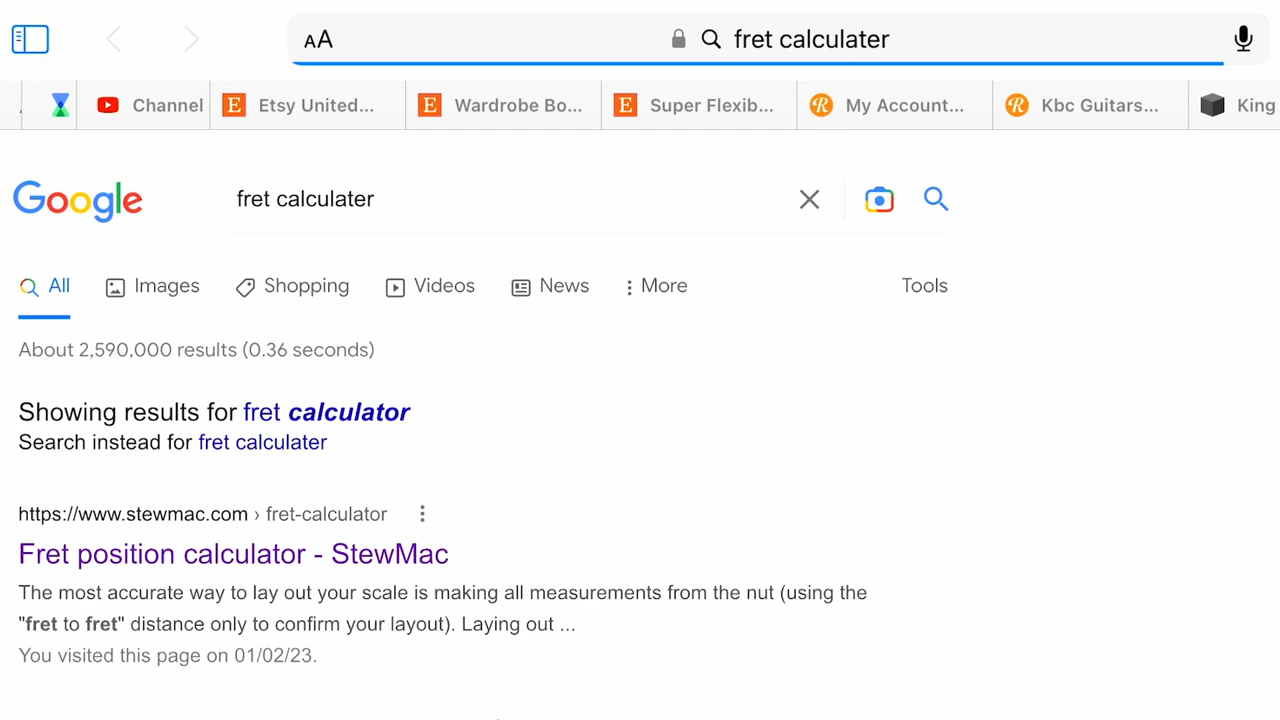 AA fret calculater
Channel Etsy United... Wardrobe Bo... Super Flexib... My Account... Kbc Guitars... King
Google fret calculater
All Images Shopping Videos News More Tools
About 2,590,000 results (0.36 seconds)
Showing results for fret calculator
Search instead for fret calculater
https://www.stewmac.com › fret-calculator
Fret position calculator - StewMac
The most accurate way to lay out your scale is making all measurements from the nut (using the
"fret to fret" distance only to confirm your layout). Laying out ...
You visited this page on 01/02/23.